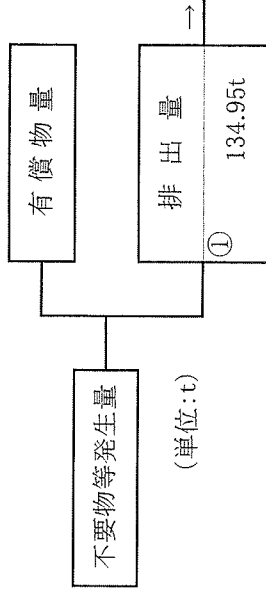 有償物量
不要物等発生量
排出量
①
134.95t
→
(単位:t)